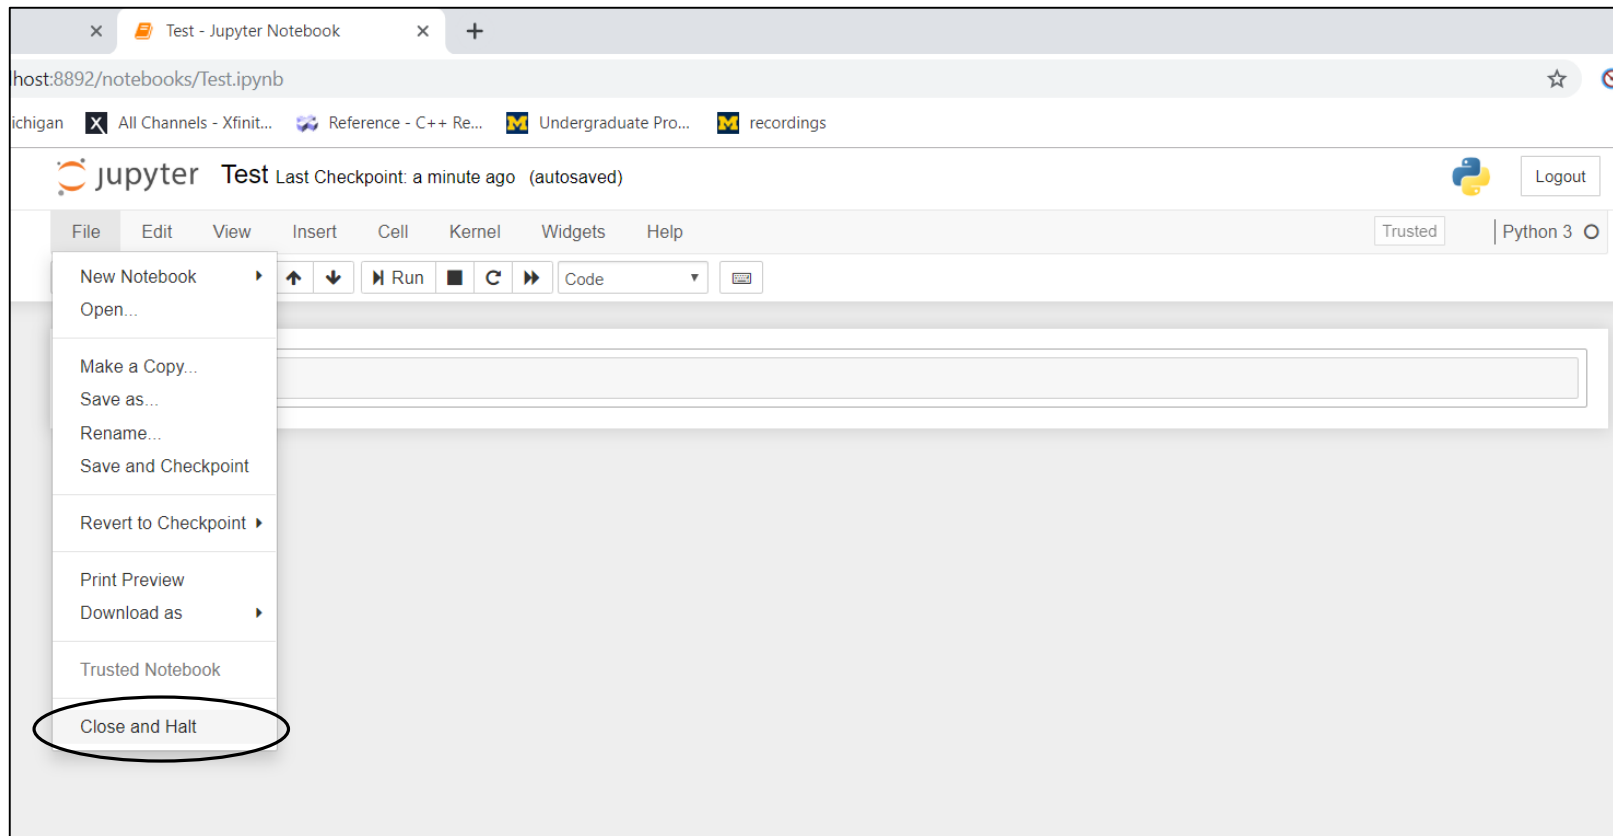 Test - Jupyter Notebook
lhost:8892/notebooks/Test.ipynb
ichigan All Channels - Xfinit... Reference - C++ Re... Undergraduate Pro... recordings
jupyter Test Last Checkpoint: a minute ago (autosaved) Logout
File Edit View Insert Cell Kernel Widgets Help Trusted Python 3
New Notebook Run Code
Open...
Make a Copy...
Save as...
Rename...
Save and Checkpoint
Revert to Checkpoint
Print Preview
Download as
Trusted Notebook
Close and Halt